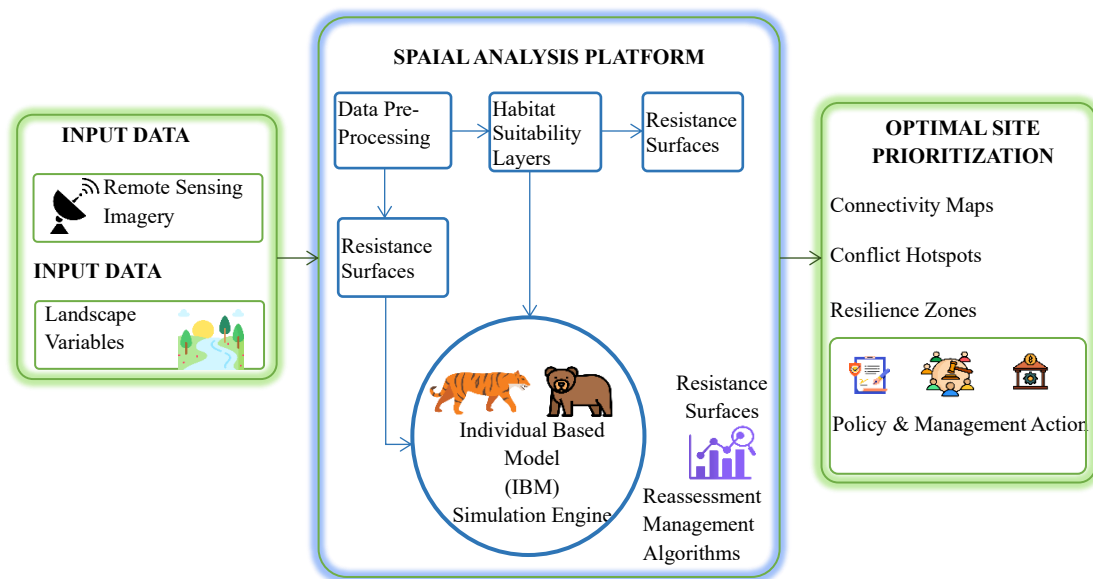 INPUT DATA
Remote Sensing
Imagery
INPUT DATA
Landscape
Variables
SPAIAL ANALYSIS PLATFORM
Data Pre-
Processing
Habitat
Suitability
Layers
Resistance
Surfaces
Resistance
Surfaces
Individual Based
Model
(IBM)
Simulation Engine
Resistance
Surfaces
Reassessment
Management
Algorithms
OPTIMAL SITE
PRIORITIZATION
Connectivity Maps
Conflict Hotspots
Resilience Zones
Policy & Management Action